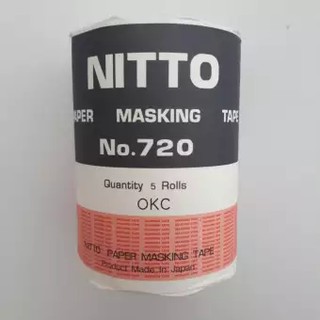 NITTO
PAPER MASKING TAPE
No.720
Quantity 5 Rolls
OKC
NITTO PAPER MASKING TAPE
Product Made In Japan